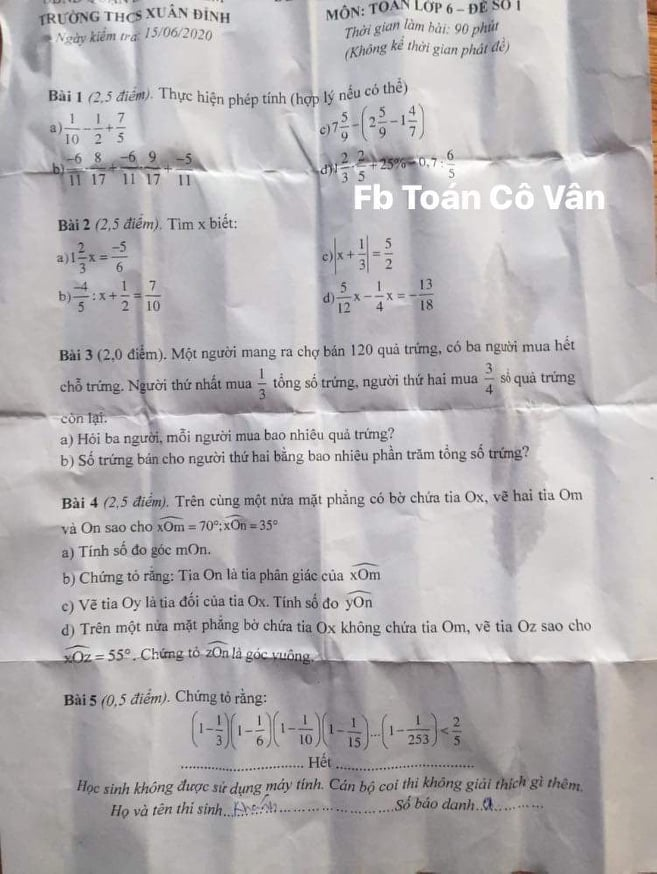 TRƯỜNG THCS XUÂN ĐỈNH
Ngày kiểm tra: 15/06/2020
MÔN: TOÁN LỚP 6 – ĐỀ SỐ 1
Thời gian làm bài: 90 phút
(Không kể thời gian phát đề)
Bài 1 (2,5 điểm). Thực hiện phép tính (hợp lý nếu có thể)
a) 1/10 − 1/2 + 7/5
c) 7 5/9 − (2 5/9 − 1 4/7)
b) −6/11 · 8/17 + −6/11 · 9/17 + −5/11
d) 1 2/3 · 2/5 + 25% − 0,7 : 6/5
Fb Toán Cô Vân
Bài 2 (2,5 điểm). Tìm x biết:
a) 1 2/3 x = −5/6
c) |x + 1/3| = 5/2
b) −4/5 : x + 1/2 = 7/10
d) 5/12 x − 1/4 x = − 13/18
Bài 3 (2,0 điểm). Một người mang ra chợ bán 120 quả trứng, có ba người mua hết
chỗ trứng. Người thứ nhất mua 1/3 tổng số trứng, người thứ hai mua 3/4 số quả trứng
còn lại.
a) Hỏi ba người, mỗi người mua bao nhiêu quả trứng?
b) Số trứng bán cho người thứ hai bằng bao nhiêu phần trăm tổng số trứng?
Bài 4 (2,5 điểm). Trên cùng một nửa mặt phẳng có bờ chứa tia Ox, vẽ hai tia Om
và On sao cho xOm = 70°; xOn = 35°
a) Tính số đo góc mOn.
b) Chứng tỏ rằng: Tia On là tia phân giác của xOm
c) Vẽ tia Oy là tia đối của tia Ox. Tính số đo yOn
d) Trên một nửa mặt phẳng bờ chứa tia Ox không chứa tia Om, vẽ tia Oz sao cho
xOz = 55°. Chứng tỏ zOn là góc vuông.
Bài 5 (0,5 điểm). Chứng tỏ rằng:
(1 − 1/3)(1 − 1/6)(1 − 1/10)(1 − 1/15)...(1 − 1/253) < 2/5
Hết
Học sinh không được sử dụng máy tính. Cán bộ coi thi không giải thích gì thêm.
Họ và tên thí sinh.................................Số báo danh..............